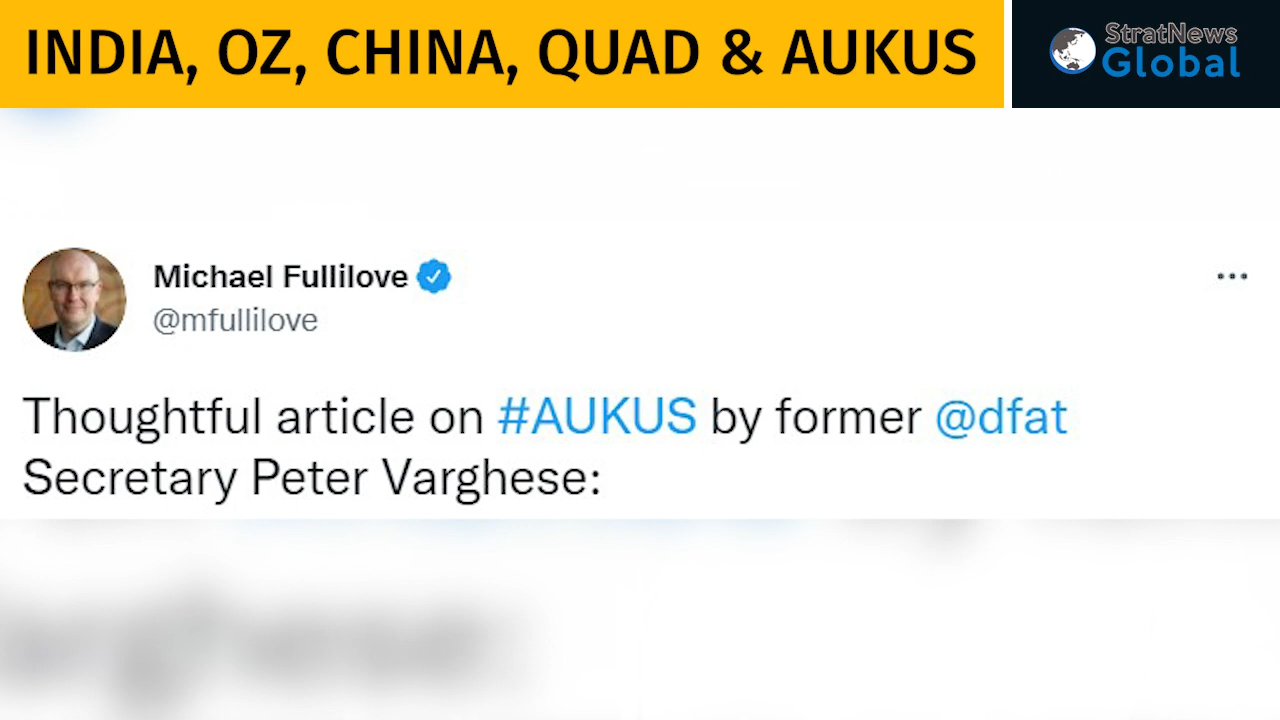 INDIA, OZ, CHINA, QUAD & AUKUS
StratNews
Global
Michael Fullilove
@mfullilove
Thoughtful article on #AUKUS by former @dfat
Secretary Peter Varghese: